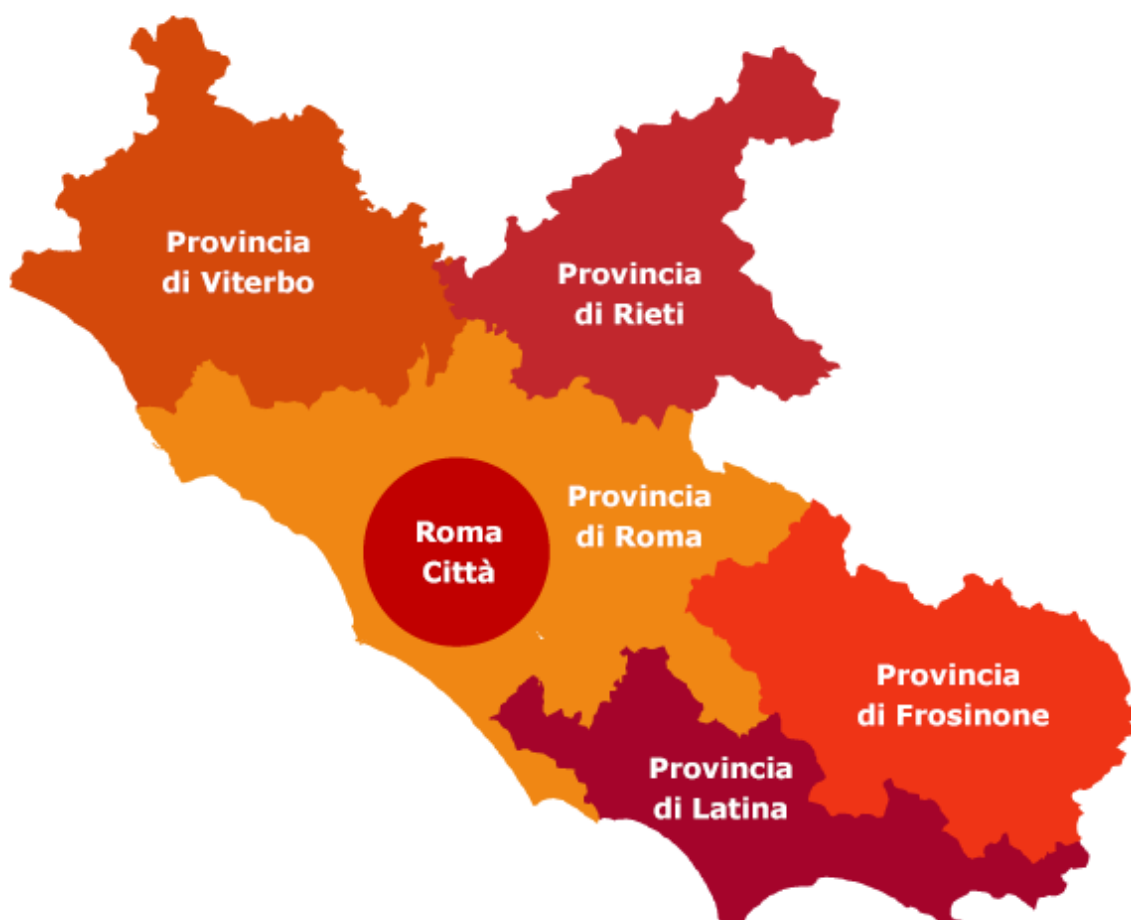 Provincia
di Viterbo
Provincia
di Rieti
Provincia
di Roma
Roma
Città
Provincia
di Frosinone
Provincia
di Latina